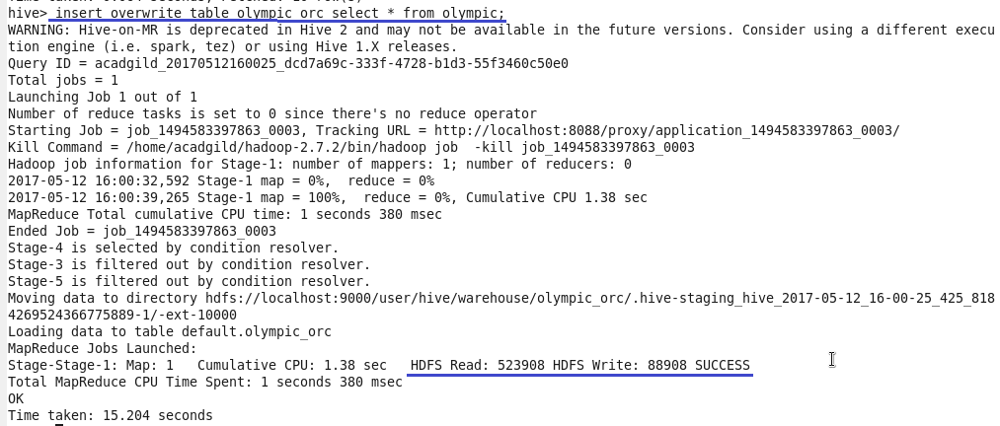 hive> insert overwrite table olympic_orc select * from olympic;
WARNING: Hive-on-MR is deprecated in Hive 2 and may not be available in the future versions. Consider using a different execu
tion engine (i.e. spark, tez) or using Hive 1.X releases.
Query ID = acadgild_20170512160025_dcd7a69c-333f-4728-b1d3-55f3460c50e0
Total jobs = 1
Launching Job 1 out of 1
Number of reduce tasks is set to 0 since there's no reduce operator
Starting Job = job_1494583397863_0003, Tracking URL = http://localhost:8088/proxy/application_1494583397863_0003/
Kill Command = /home/acadgild/hadoop-2.7.2/bin/hadoop job  -kill job_1494583397863_0003
Hadoop job information for Stage-1: number of mappers: 1; number of reducers: 0
2017-05-12 16:00:32,592 Stage-1 map = 0%,  reduce = 0%
2017-05-12 16:00:39,265 Stage-1 map = 100%,  reduce = 0%, Cumulative CPU 1.38 sec
MapReduce Total cumulative CPU time: 1 seconds 380 msec
Ended Job = job_1494583397863_0003
Stage-4 is selected by condition resolver.
Stage-3 is filtered out by condition resolver.
Stage-5 is filtered out by condition resolver.
Moving data to directory hdfs://localhost:9000/user/hive/warehouse/olympic_orc/.hive-staging_hive_2017-05-12_16-00-25_425_818
4269524366775889-1/-ext-10000
Loading data to table default.olympic_orc
MapReduce Jobs Launched:
Stage-Stage-1: Map: 1   Cumulative CPU: 1.38 sec   HDFS Read: 523908 HDFS Write: 88908 SUCCESS
Total MapReduce CPU Time Spent: 1 seconds 380 msec
OK
Time taken: 15.204 seconds